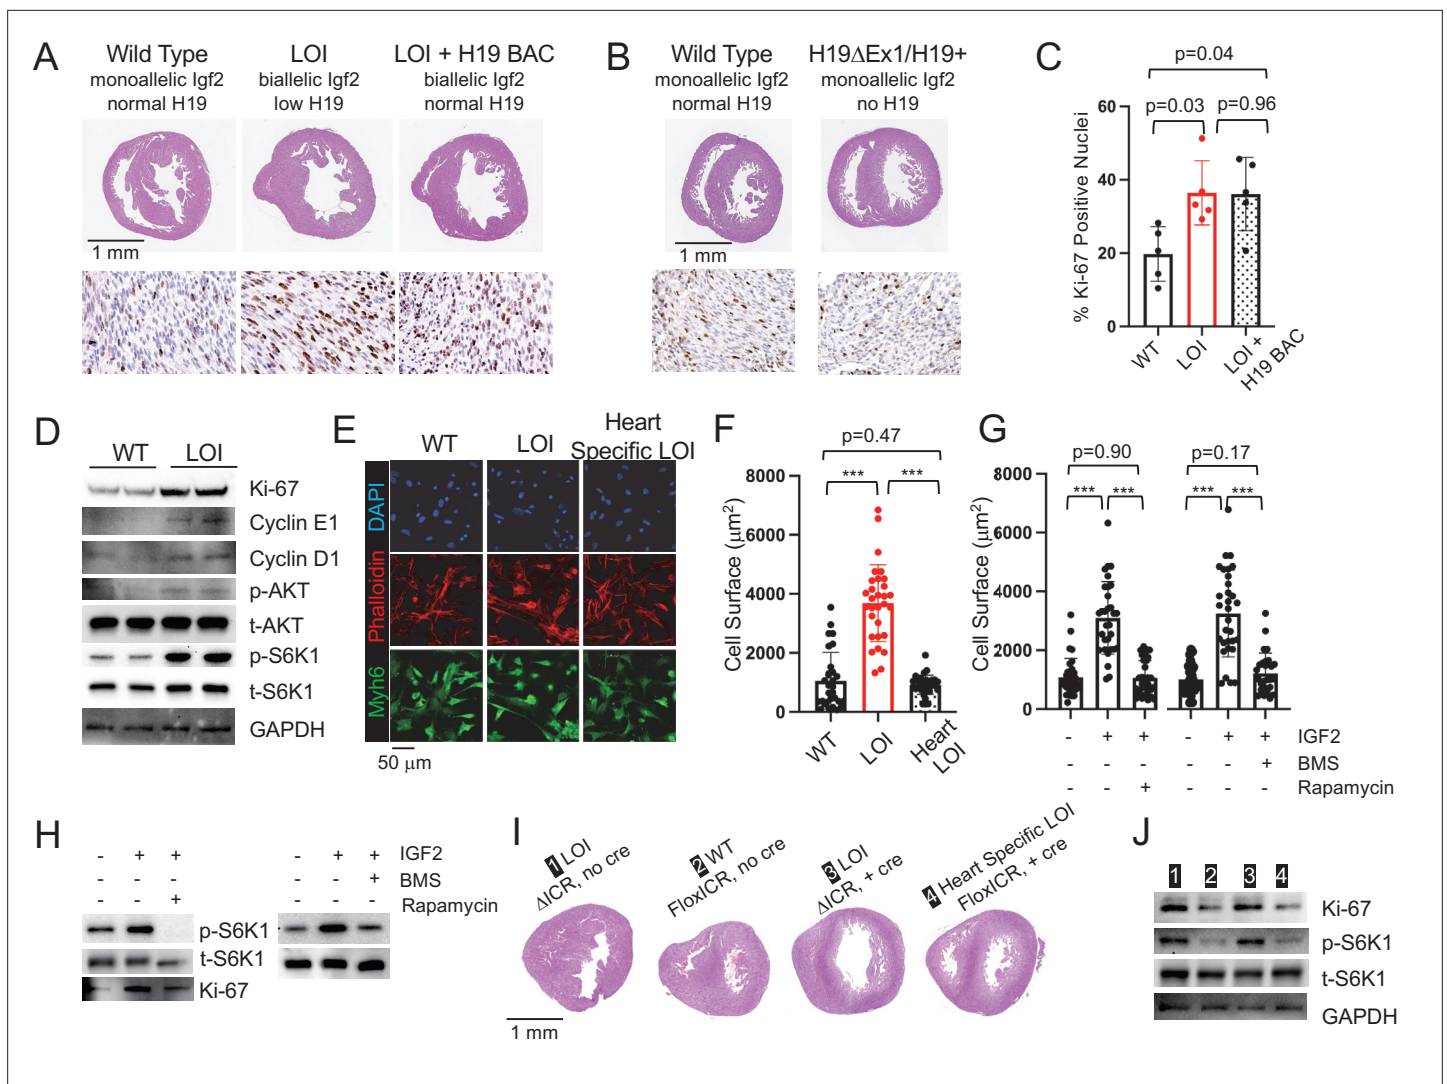 A
Wild Type
monoallelic Igf2
normal H19
LOI
biallelic Igf2
low H19
LOI + H19 BAC
biallelic Igf2
normal H19
1 mm
B
Wild Type
monoallelic Igf2
normal H19
H19ΔEx1/H19+
monoallelic Igf2
no H19
1 mm
C
p=0.04
p=0.03
p=0.96
% Ki-67 Positive Nuclei
60
40
20
0
WT
LOI
LOI +
H19 BAC
D
WT
LOI
Ki-67
Cyclin E1
Cyclin D1
p-AKT
t-AKT
p-S6K1
t-S6K1
GAPDH
E
WT
LOI
Heart
Specific LOI
DAPI
Phalloidin
Myh6
50 μm
F
p=0.47
***
***
Cell Surface (μm²)
8000
6000
4000
2000
0
WT
LOI
Heart
LOI
G
p=0.90
p=0.17
***
***
***
***
Cell Surface (μm²)
8000
6000
4000
2000
0
- + + - + + IGF2
- - - - - + BMS
- - + - - - Rapamycin
H
- + + - + + IGF2
- - - - - + BMS
- - + - - - Rapamycin
p-S6K1
t-S6K1
Ki-67
I
1 LOI
ΔICR, no cre
2 WT
FloxICR, no cre
3 LOI
ΔICR, + cre
4 Heart Specific LOI
FloxICR, + cre
1 mm
J
1 2 3 4
Ki-67
p-S6K1
t-S6K1
GAPDH